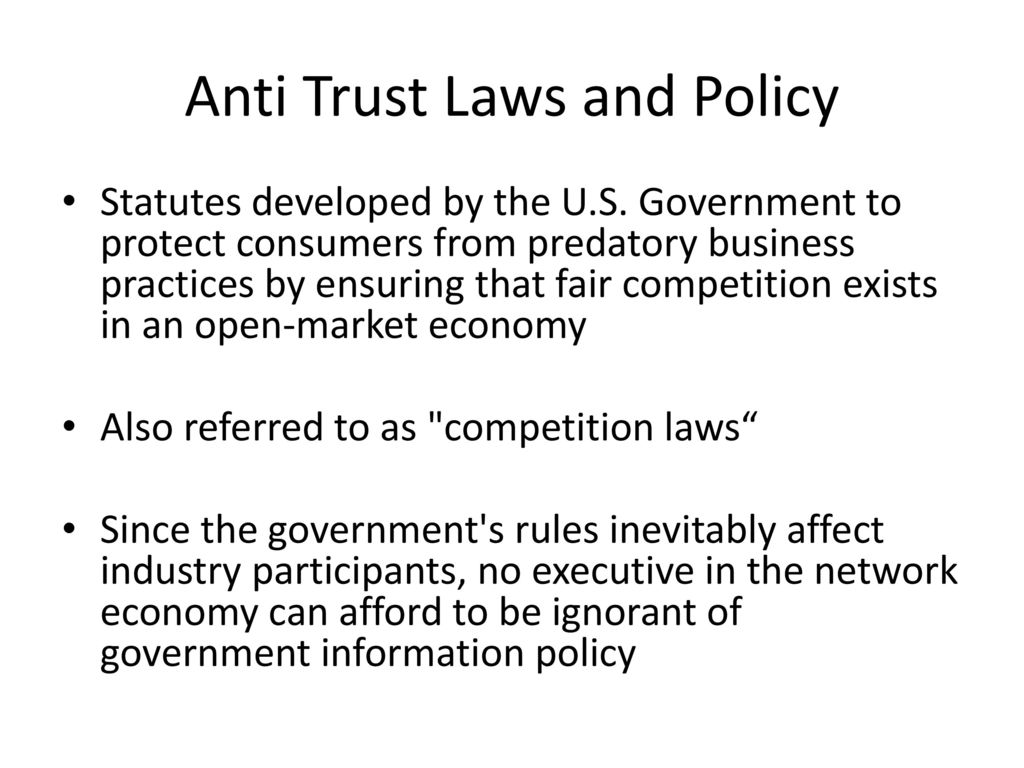 Anti Trust Laws and Policy
• Statutes developed by the U.S. Government to
protect consumers from predatory business
practices by ensuring that fair competition exists
in an open-market economy
• Also referred to as "competition laws“
• Since the government's rules inevitably affect
industry participants, no executive in the network
economy can afford to be ignorant of
government information policy